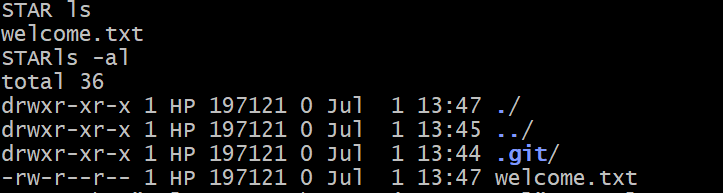 STAR ls
welcome.txt
STARls -al
total 36
drwxr-xr-x 1 HP 197121 0 Jul  1 13:47 ./
drwxr-xr-x 1 HP 197121 0 Jul  1 13:45 ../
drwxr-xr-x 1 HP 197121 0 Jul  1 13:44 .git/
-rw-r--r-- 1 HP 197121 0 Jul  1 13:47 welcome.txt